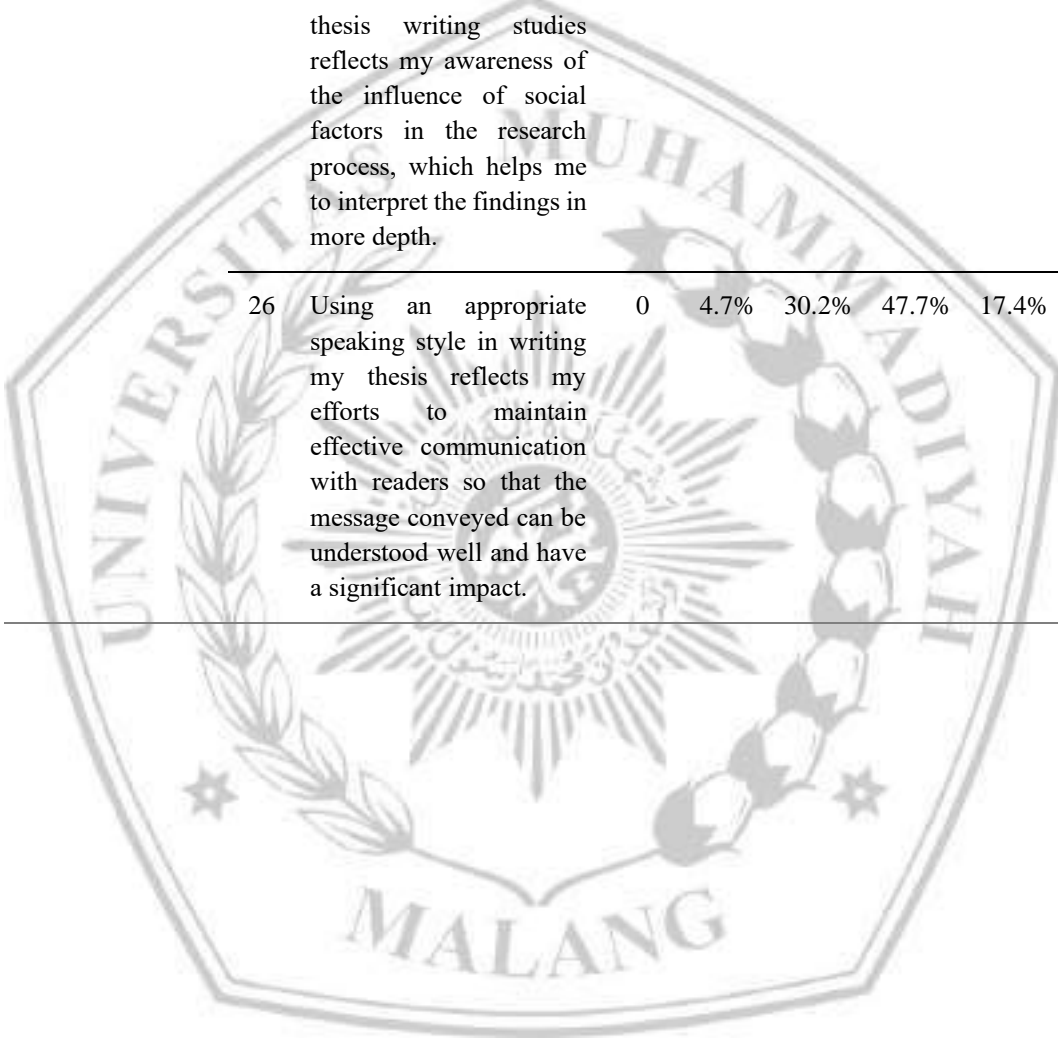 thesis writing studies
reflects my awareness of
the influence of social
factors in the research
process, which helps me
to interpret the findings in
more depth.
26 Using an appropriate 0 4.7% 30.2% 47.7% 17.4%
speaking style in writing
my thesis reflects my
efforts to maintain
effective communication
with readers so that the
message conveyed can be
understood well and have
a significant impact.
UNIVERSITAS MUHAMMADIYAH
MALANG